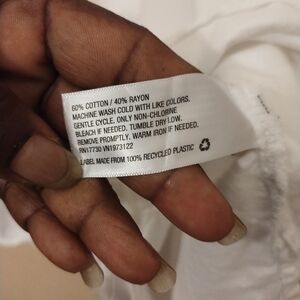 60% COTTON / 40% RAYON
MACHINE WASH COLD WITH LIKE COLORS.
GENTLE CYCLE. ONLY NON-CHLORINE
BLEACH IF NEEDED. TUMBLE DRY LOW.
REMOVE PROMPTLY. WARM IRON IF NEEDED.
RN17730 VN1973122
LABEL MADE FROM 100% RECYCLED PLASTIC